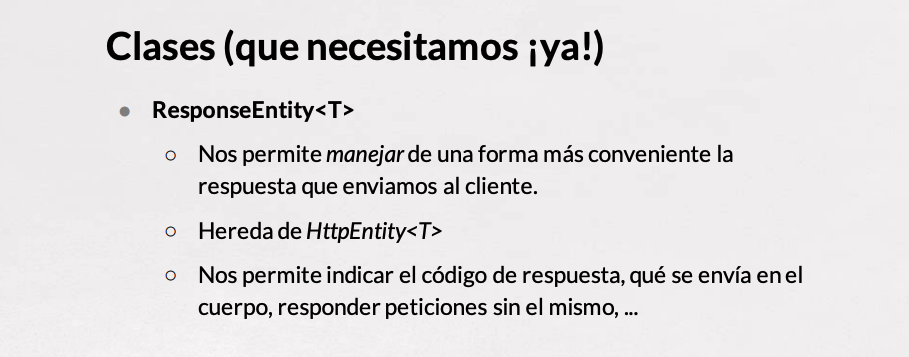 Clases (que necesitamos ¡ya!)
● ResponseEntity<T>
○ Nos permite manejar de una forma más conveniente la
respuesta que enviamos al cliente.
○ Hereda de HttpEntity<T>
○ Nos permite indicar el código de respuesta, qué se envía en el
cuerpo, responder peticiones sin el mismo, ...